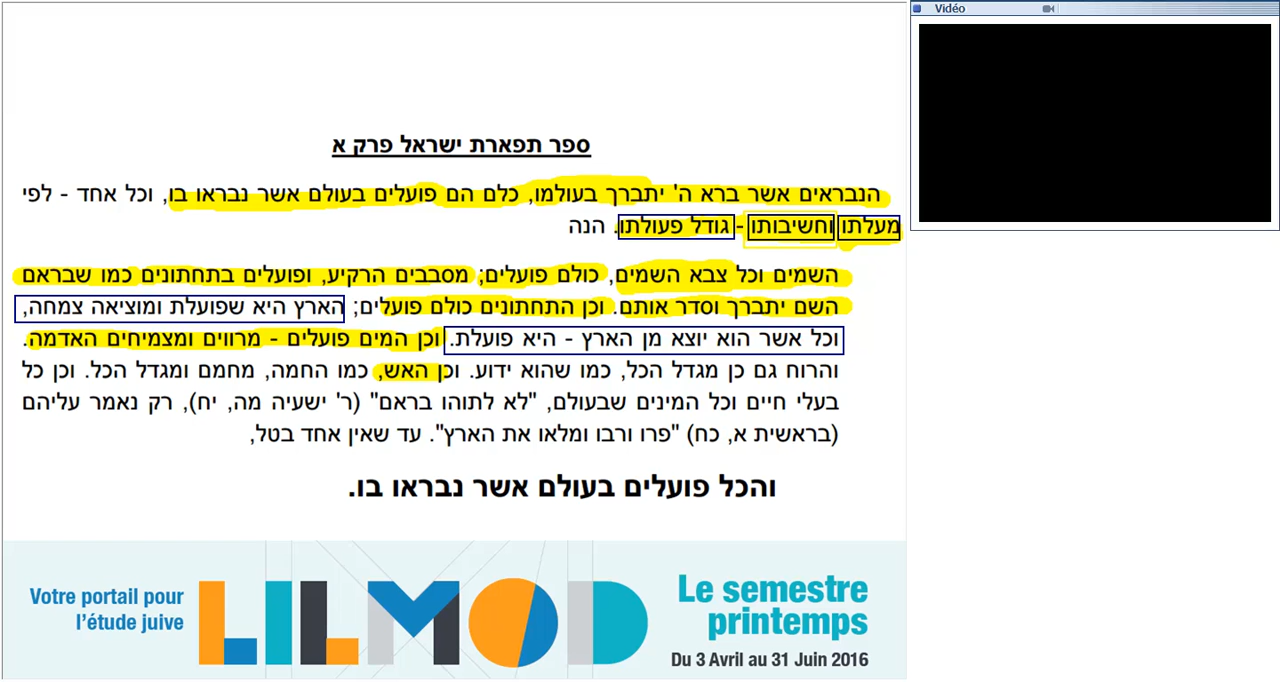 Vidéo
ספר תפארת ישראל פרק א
הנבראים אשר ברא ה' יתברך בעולמו, כלם הם פועלים בעולם אשר נבראו בו, וכל אחד - לפי
מעלתו וחשיבותו - גודל פעולתו. הנה
השמים וכל צבא השמים, כולם פועלים; מסבבים הרקיע, ופועלים בתחתונים כמו שבראם
השם יתברך וסדר אותם. וכן התחתונים כולם פועלים; הארץ היא שפועלת ומוציאה צמחה,
וכל אשר הוא יוצא מן הארץ - היא פועלת. וכן המים פועלים - מרווים ומצמיחים האדמה.
והרוח גם כן מגדל הכל, כמו שהוא ידוע. וכן האש, כמו החמה, מחמם ומגדל הכל. וכן כל
בעלי חיים וכל המינים שבעולם, "לא לתוהו בראם" (ר' ישעיה מה, יח), רק נאמר עליהם
(בראשית א, כח) "פרו ורבו ומלאו את הארץ". עד שאין אחד בטל,
והכל פועלים בעולם אשר נבראו בו.
Votre portail pour
l'étude juive
LILMOD
Le semestre
printemps
Du 3 Avril au 31 Juin 2016